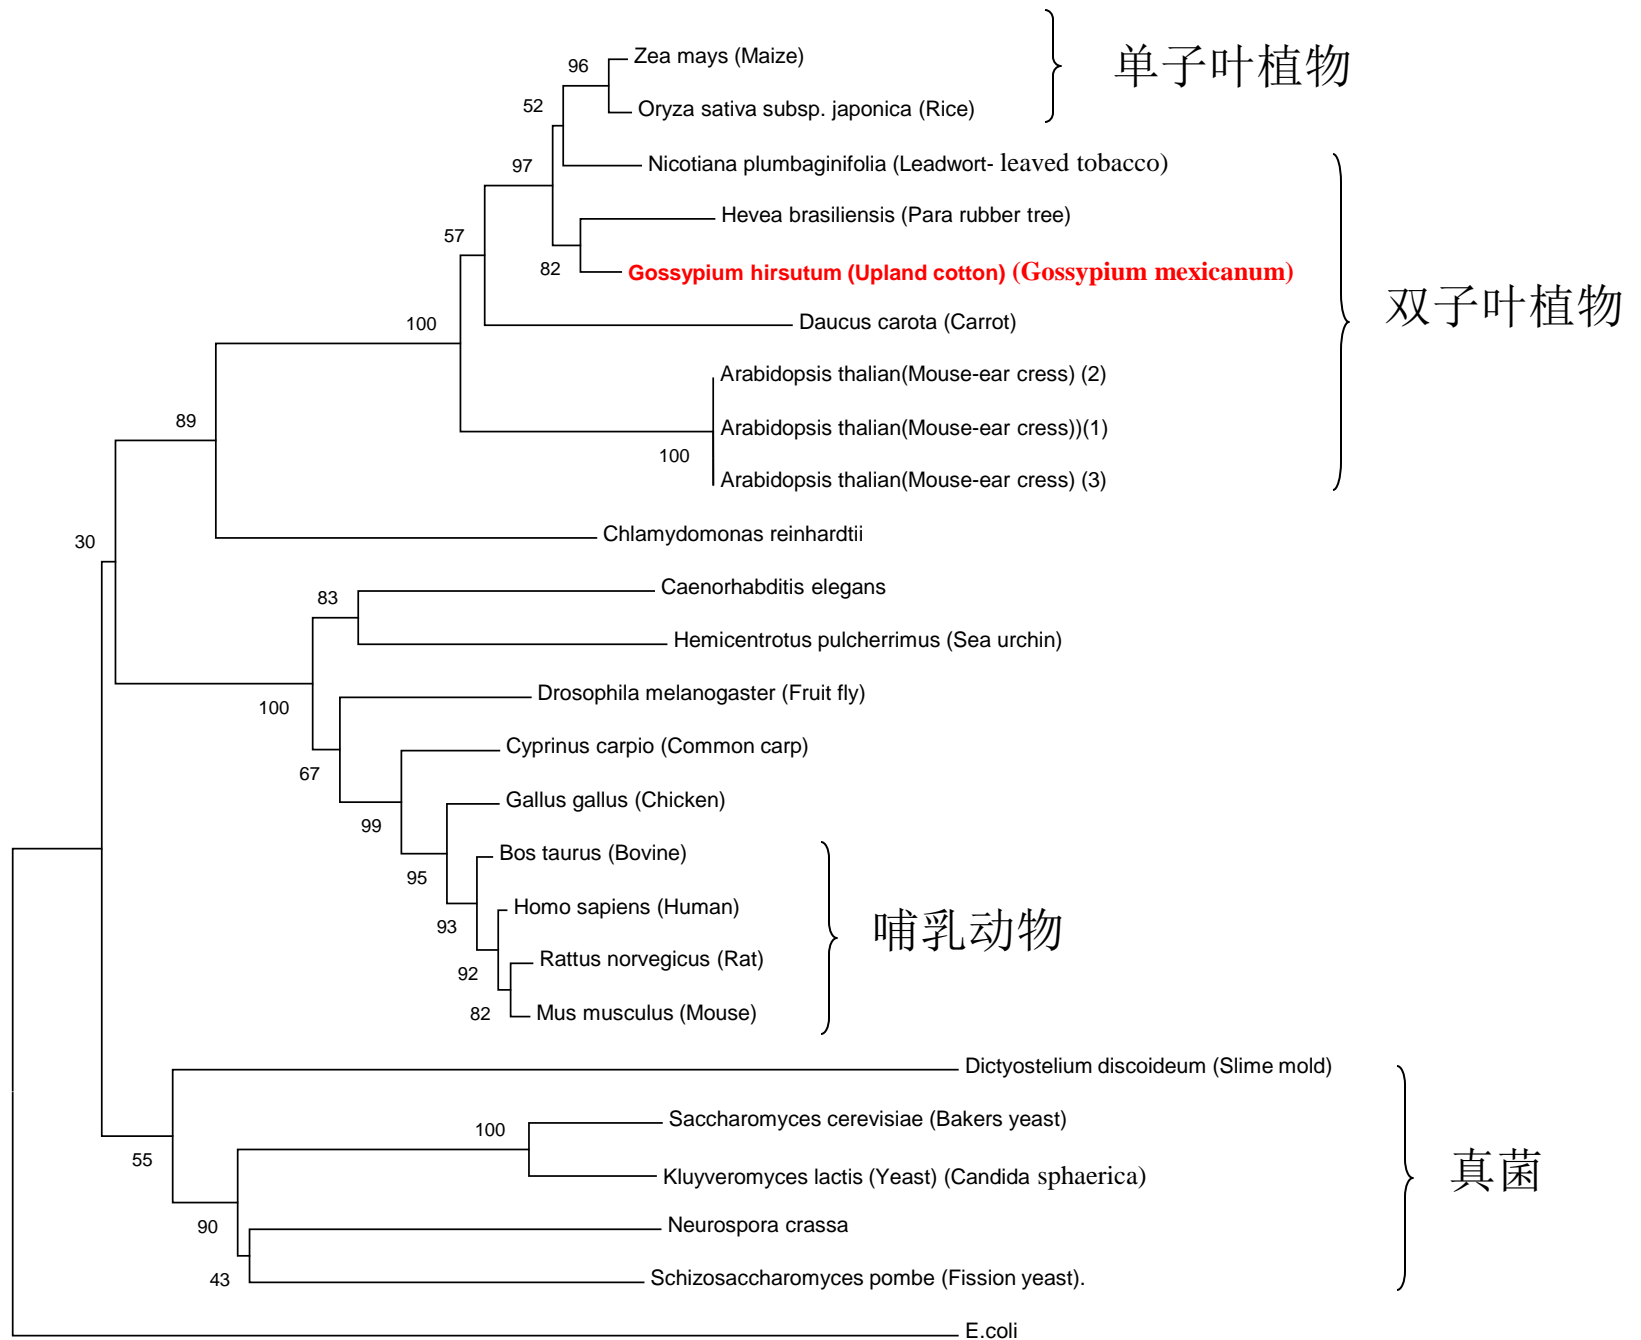 Zea mays (Maize)
96
单子叶植物
52
Oryza sativa subsp. japonica (Rice)
97
Nicotiana plumbaginifolia (Leadwort- leaved tobacco)
Hevea brasiliensis (Para rubber tree)
57
82
Gossypium hirsutum (Upland cotton) (Gossypium mexicanum)
双子叶植物
100
Daucus carota (Carrot)
Arabidopsis thalian(Mouse-ear cress) (2)
89
Arabidopsis thalian(Mouse-ear cress))(1)
100
Arabidopsis thalian(Mouse-ear cress) (3)
Chlamydomonas reinhardtii
30
Caenorhabditis elegans
83
Hemicentrotus pulcherrimus (Sea urchin)
Drosophila melanogaster (Fruit fly)
100
Cyprinus carpio (Common carp)
67
Gallus gallus (Chicken)
99
Bos taurus (Bovine)
95
Homo sapiens (Human)
93
哺乳动物
Rattus norvegicus (Rat)
92
Mus musculus (Mouse)
82
Dictyostelium discoideum (Slime mold)
Saccharomyces cerevisiae (Bakers yeast)
100
55
真菌
Kluyveromyces lactis (Yeast) (Candida sphaerica)
Neurospora crassa
90
Schizosaccharomyces pombe (Fission yeast).
43
E.coli